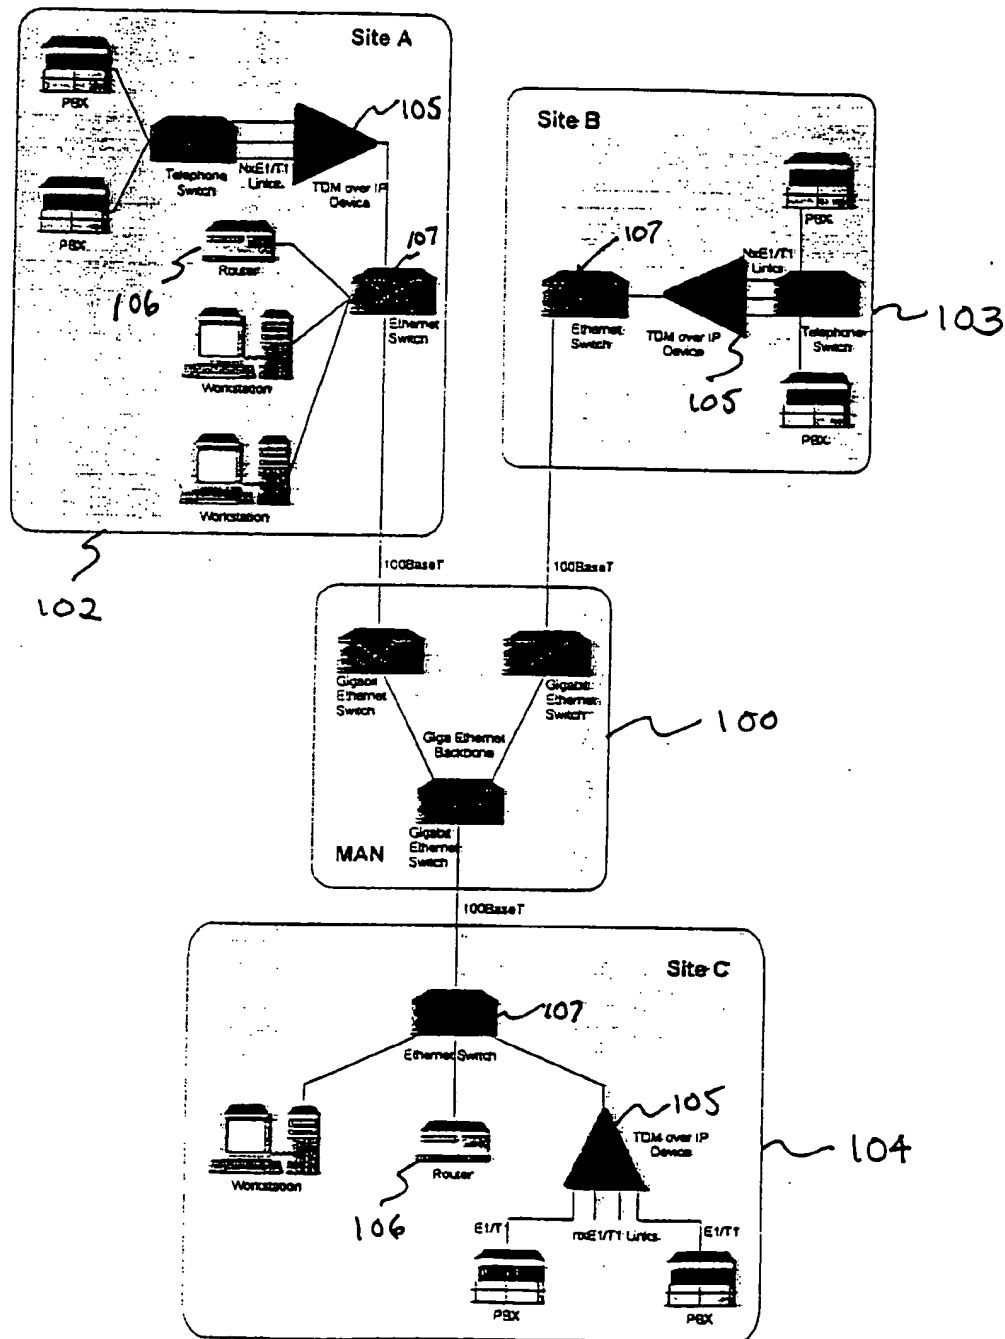 Site A
PBX
105
Telephone
Switch
NxE1/T1
Links
TDM over IP
Device
PBX
106
Router
107
Ethernet
Switch
Workstation
Workstation
102
Site B
PBX
107
NxE1/T1
Links
Ethernet
Switch
TDM over IP
Device
105
Telephone
Switch
103
PBX
100BaseT
100BaseT
Gigabit
Ethernet
Switch
Gigabit
Ethernet
Switch
100
Giga Ethernet
Backbone
Gigabit
Ethernet
Switch
MAN
100BaseT
Site C
107
Ethernet Switch
105
TDM over IP
Device
104
Workstation
Router
106
E1/T1
nxE1/T1 Links
E1/T1
PBX
PBX